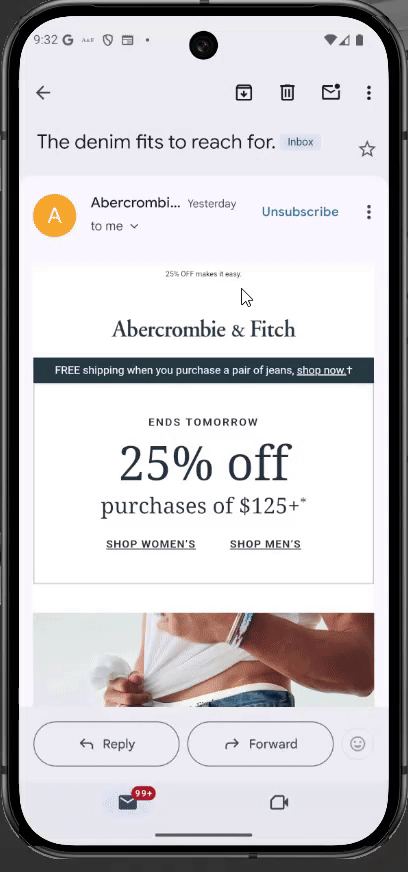 9:32
The denim fits to reach for. Inbox
A
Abercrombi... Yesterday
Unsubscribe
to me
25% OFF makes it easy.
Abercrombie & Fitch
FREE shipping when you purchase a pair of jeans, shop now.†
ENDS TOMORROW
25% off
purchases of $125+*
SHOP WOMEN'S SHOP MEN'S
Reply Forward
99+